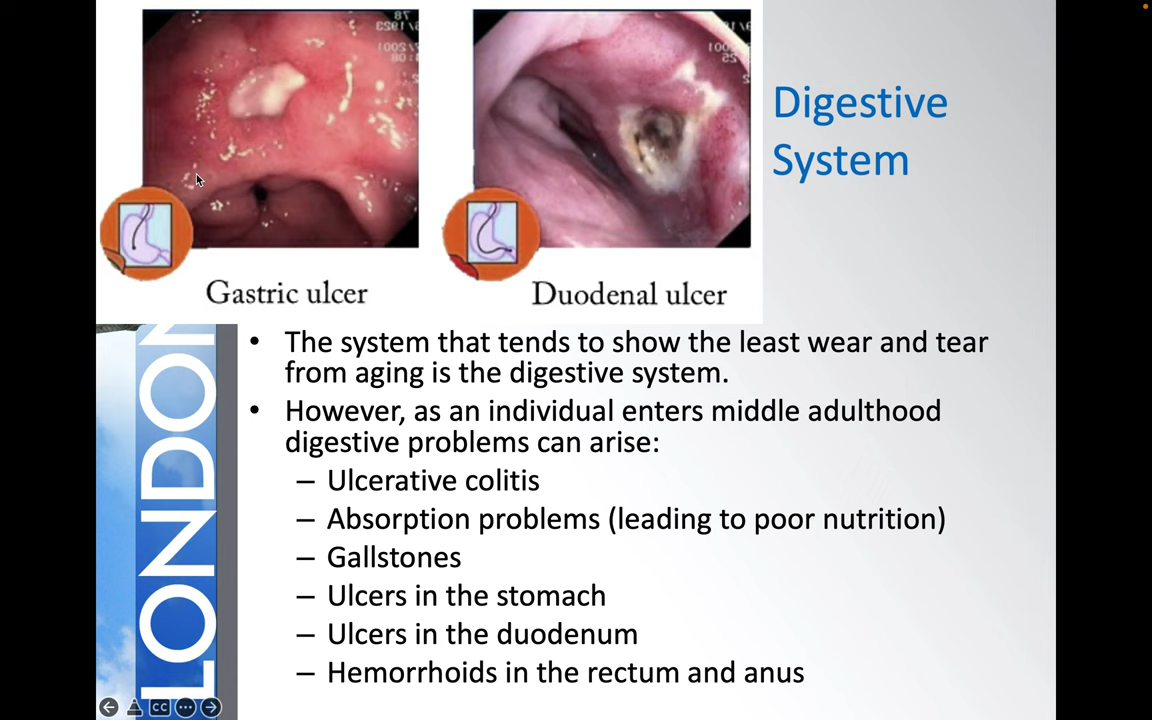 Digestive
System
Gastric ulcer
Duodenal ulcer
• The system that tends to show the least wear and tear
from aging is the digestive system.
• However, as an individual enters middle adulthood
digestive problems can arise:
– Ulcerative colitis
– Absorption problems (leading to poor nutrition)
– Gallstones
– Ulcers in the stomach
– Ulcers in the duodenum
– Hemorrhoids in the rectum and anus
LONDON
CC